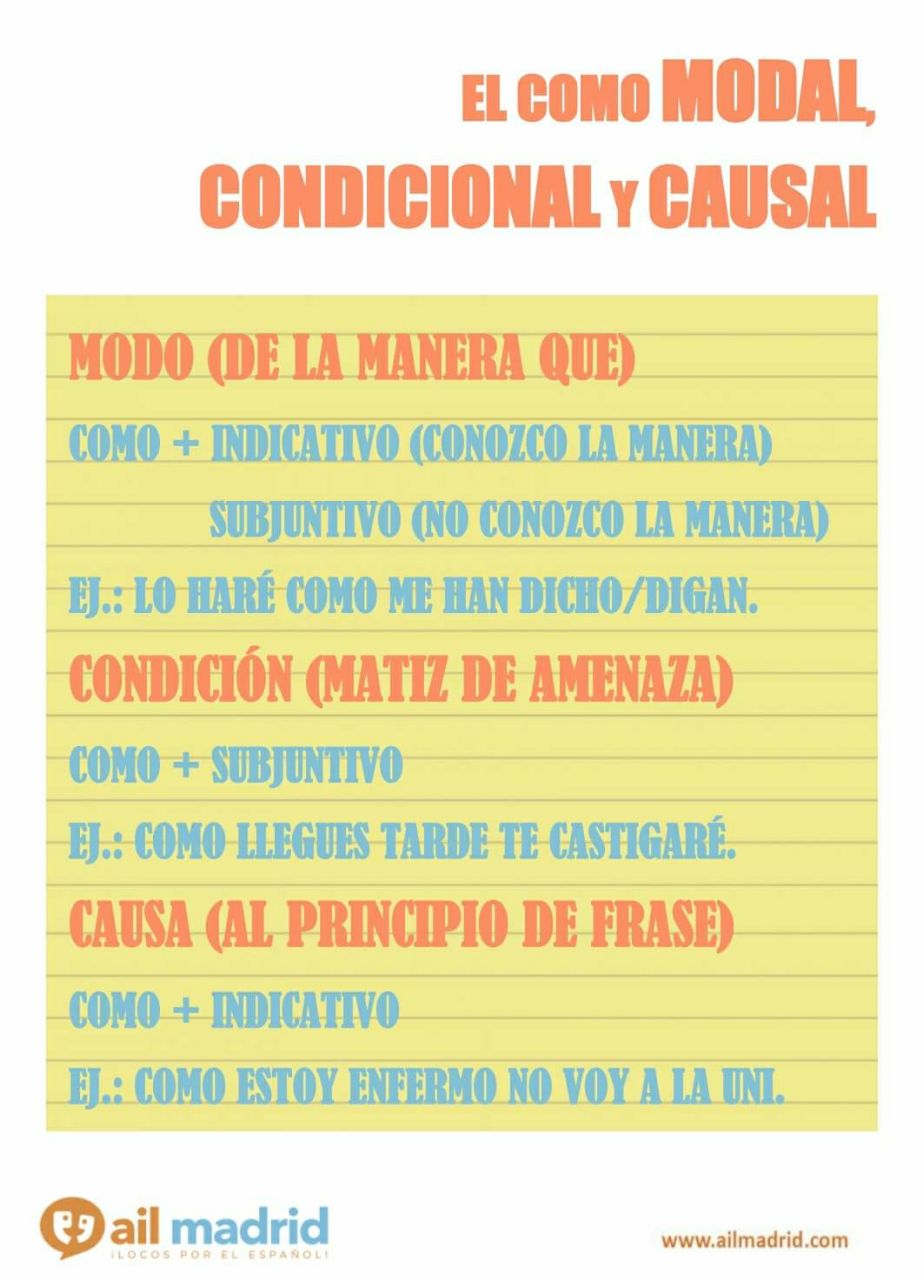 EL COMO MODAL,
CONDICIONAL Y CAUSAL
MODO (DE LA MANERA QUE)
COMO + INDICATIVO (CONOZCO LA MANERA)
SUBJUNTIVO (NO CONOZCO LA MANERA)
EJ.: LO HARÉ COMO ME HAN DICHO/DIGAN.
CONDICIÓN (MATIZ DE AMENAZA)
COMO + SUBJUNTIVO
EJ.: COMO LLEGUES TARDE TE CASTIGARÉ.
CAUSA (AL PRINCIPIO DE FRASE)
COMO + INDICATIVO
EJ.: COMO ESTOY ENFERMO NO VOY A LA UNI.
ail madrid
¡LOCOS POR EL ESPAÑOL!
www.ailmadrid.com